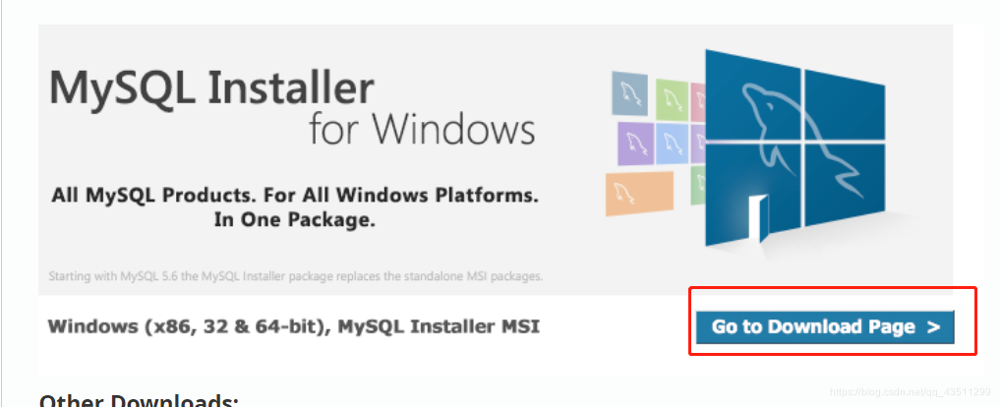 MySQL Installer
for Windows
All MySQL Products. For All Windows Platforms.
In One Package.
Starting with MySQL 5.6 the MySQL Installer package replaces the standalone MSI packages.
Windows (x86, 32 & 64-bit), MySQL Installer MSI
Go to Download Page >
Other Downloads:
https://blog.csdn.net/qq_43511299